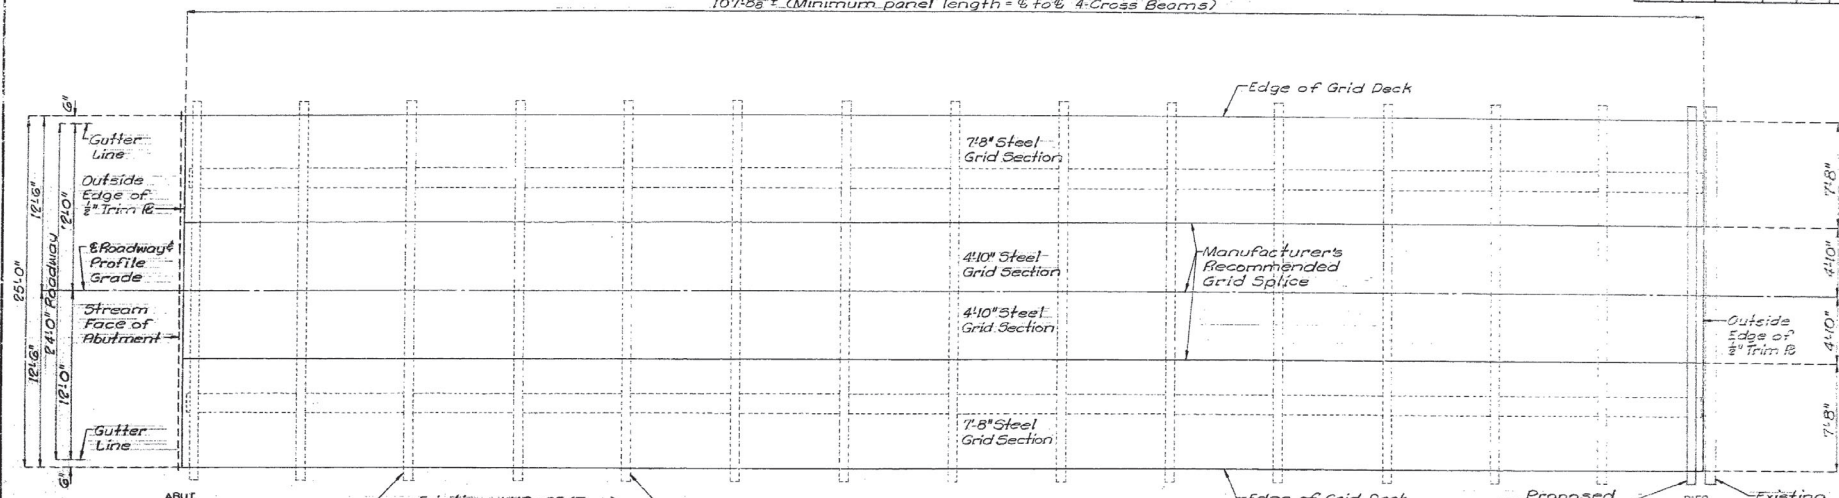 (Minimum panel length = ℄ to ℄ 4-Cross Beams)
Edge of Grid Deck
6"
Gutter
Line
7'-8" Steel
Grid Section
7'-8"
Outside
Edge of
½" Trim ℄
12'-6"
12'-0"
℄ Roadway &
Profile
Grade
4'-10" Steel
Grid Section
Manufacturer's
Recommended
Grid Splice
4'-10"
25'-0"
24'-0" Roadway
Stream
Face of
Abutment
4'-10" Steel
Grid Section
Outside
Edge of
½" Trim
4'-10"
12'-6"
12'-0"
Gutter
Line
7'-8" Steel
Grid Section
7'-8"
6"
ABUT.
Edge of Grid Deck
Proposed
PIER
Existing